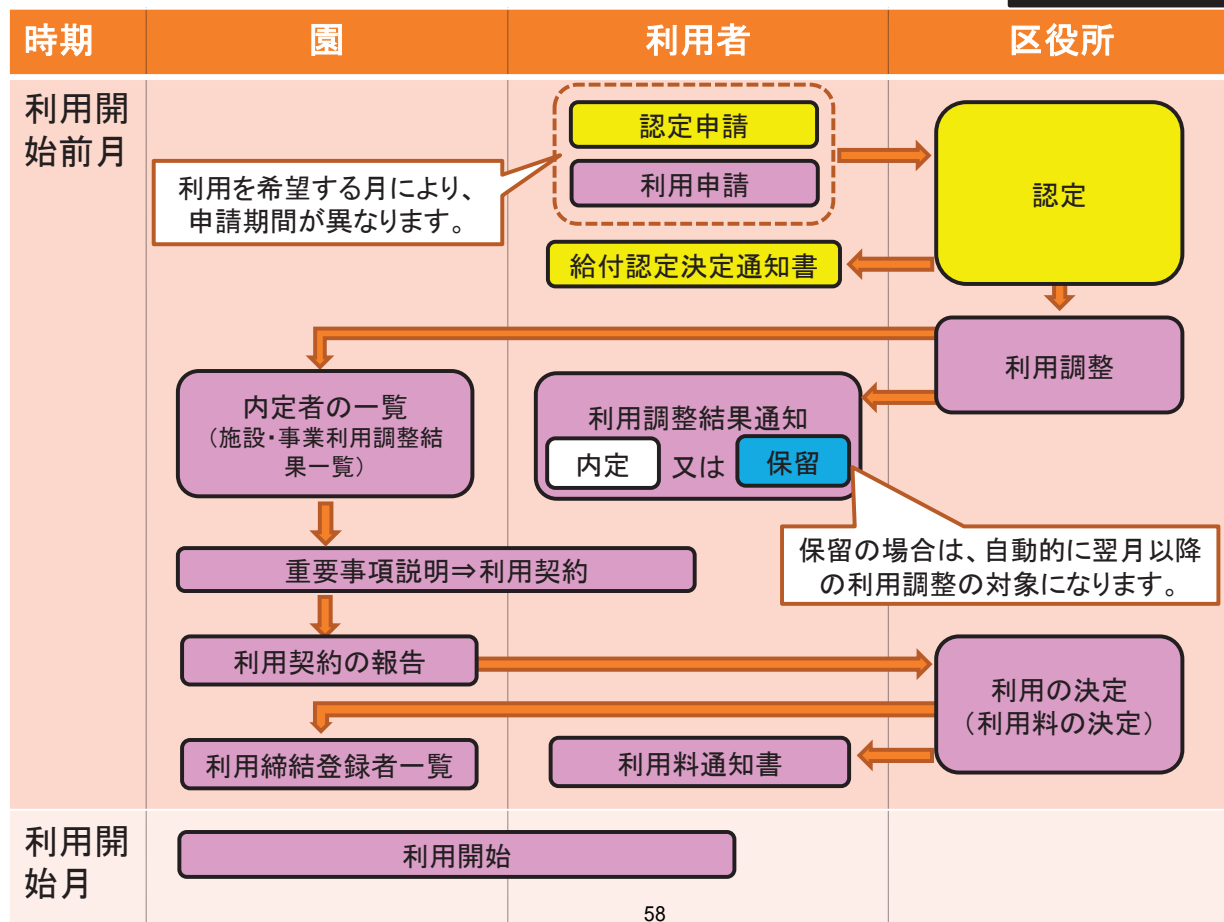 時期
園
利用者
区役所
利用開
始前月
認定申請
利用申請
利用を希望する月により、
申請期間が異なります。
認定
給付認定決定通知書
利用調整
内定者の一覧
（施設・事業利用調整結
果一覧）
利用調整結果通知
内定 又は 保留
保留の場合は、自動的に翌月以降
の利用調整の対象になります。
重要事項説明⇒利用契約
利用契約の報告
利用の決定
（利用料の決定）
利用締結登録者一覧
利用料通知書
利用開
始月
利用開始
58